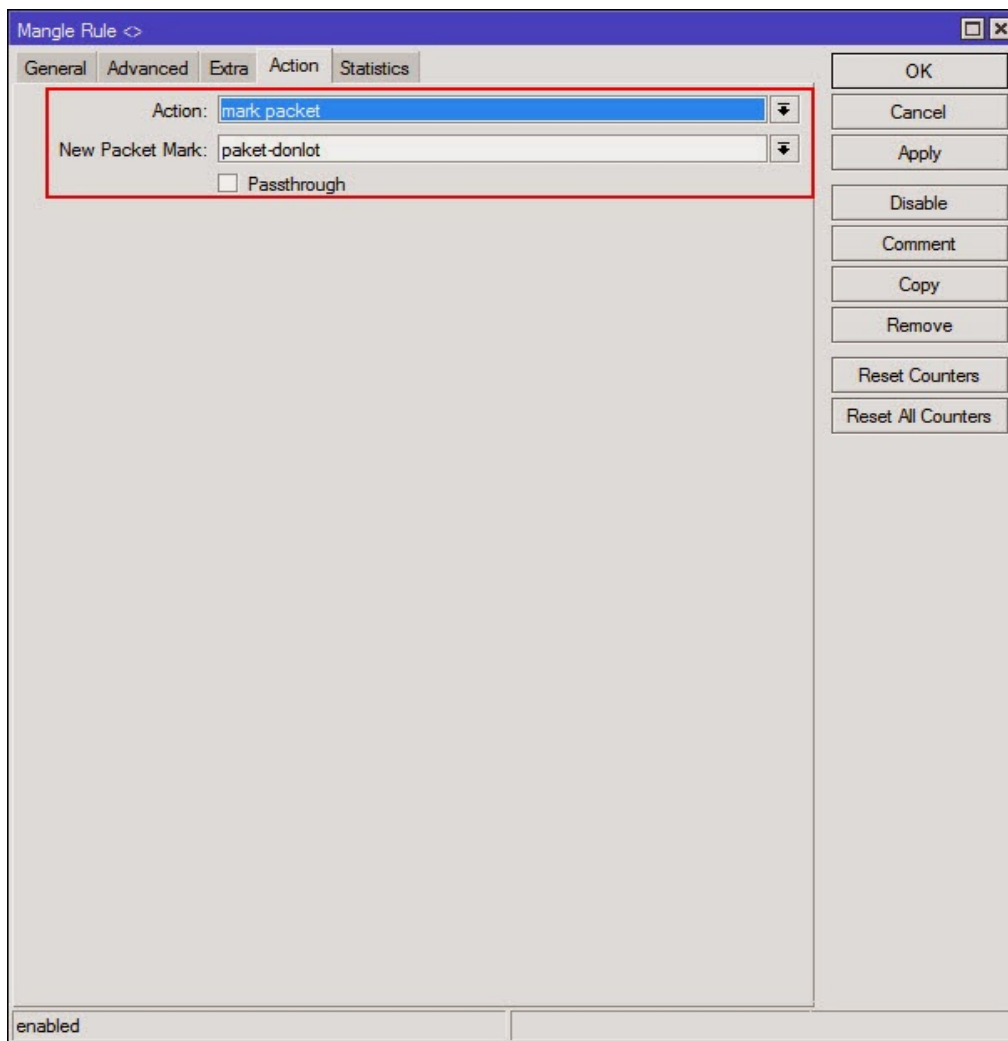 Mangle Rule <>
General Advanced Extra Action Statistics
Action: mark packet
New Packet Mark: paket-donlot
Passthrough
OK
Cancel
Apply
Disable
Comment
Copy
Remove
Reset Counters
Reset All Counters
enabled